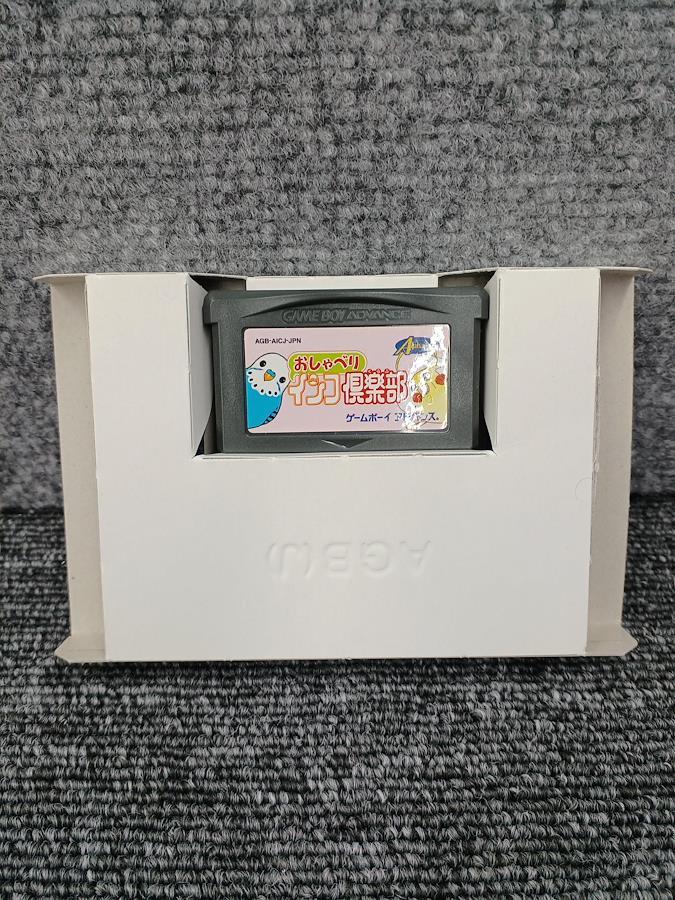 GAME BOY ADVANCE
AGB-AICJ-JPN
おしゃべり
インコ倶楽部
ゲームボーイ アドバンス®
AGB(J)